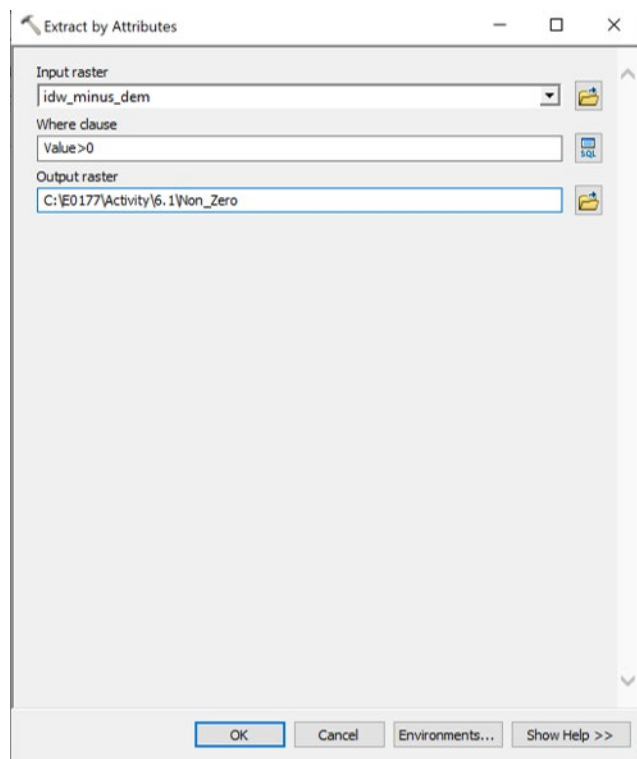 Extract by Attributes
Input raster
idw_minus_dem
Where clause
Value>0
SQL
Output raster
C:\E0177\Activity\6.1\Non_Zero
OK Cancel Environments... Show Help >>